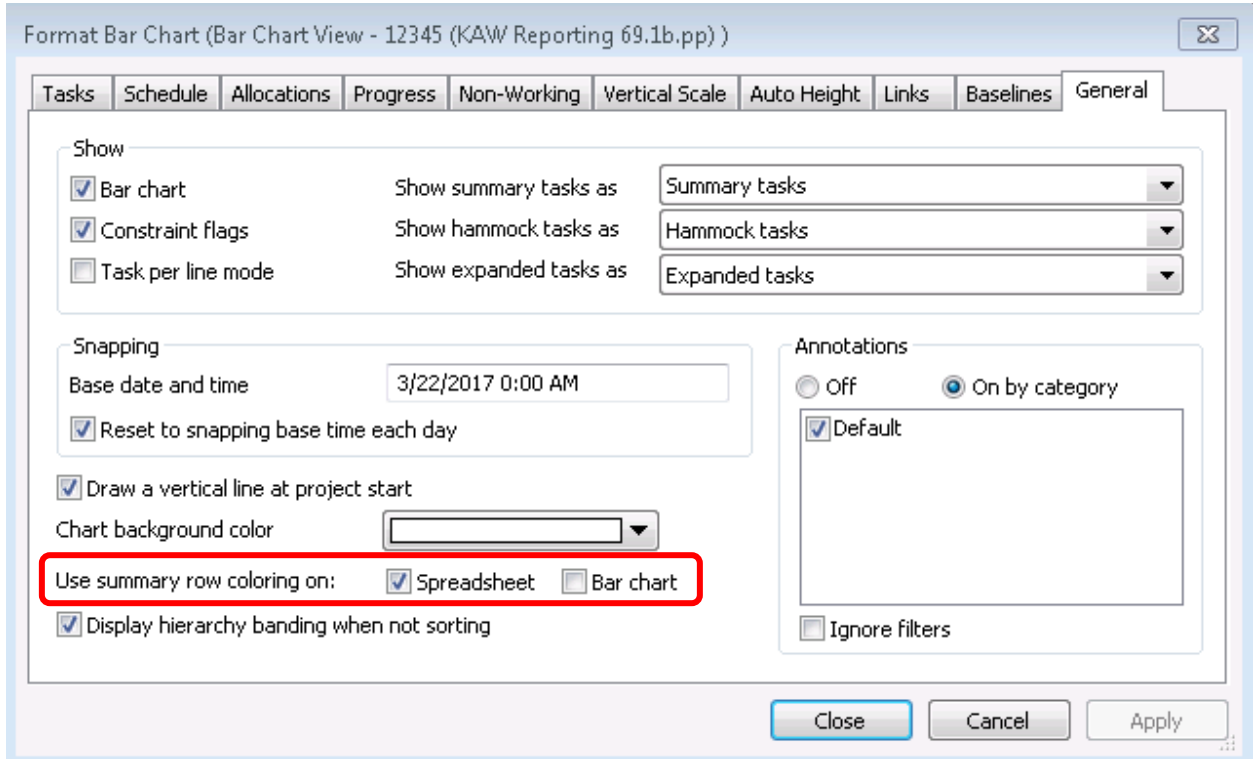 Format Bar Chart (Bar Chart View - 12345 (KAW Reporting 69.1b.pp) )
Tasks Schedule Allocations Progress Non-Working Vertical Scale Auto Height Links Baselines General
Show
Bar chart Show summary tasks as Summary tasks
Constraint flags Show hammock tasks as Hammock tasks
Task per line mode Show expanded tasks as Expanded tasks
Snapping
Base date and time 3/22/2017 0:00 AM
Reset to snapping base time each day
Annotations
Off On by category
Default
Ignore filters
Draw a vertical line at project start
Chart background color
Use summary row coloring on: Spreadsheet Bar chart
Display hierarchy banding when not sorting
Close Cancel Apply